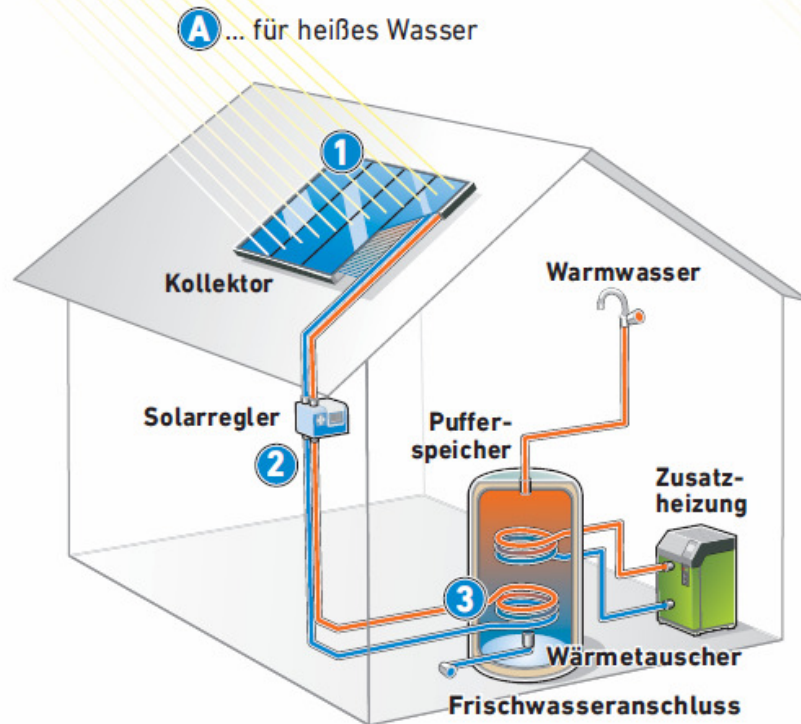 A ... für heißes Wasser
1
Kollektor
Warmwasser
Solarregler
2
Puffer-
speicher
Zusatz-
heizung
3
Wärmetauscher
Frischwasseranschluss